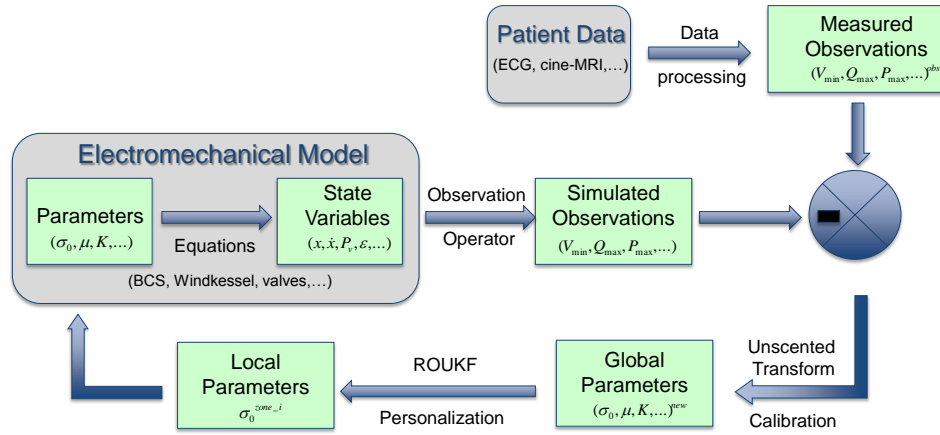 Patient Data
(ECG, cine-MRI,…)
Data
processing
Measured
Observations
(V_min, Q_max, P_max,...)^obs
Electromechanical Model
Parameters
(σ_0, μ, K,...)
Equations
State
Variables
(x, ẋ, P_v, ε,...)
(BCS, Windkessel, valves,…)
Observation
Operator
Simulated
Observations
(V_min, Q_max, P_max,...)
Local
Parameters
σ_0^zone_i
ROUKF
Personalization
Global
Parameters
(σ_0, μ, K,...)^new
Unscented
Transform
Calibration